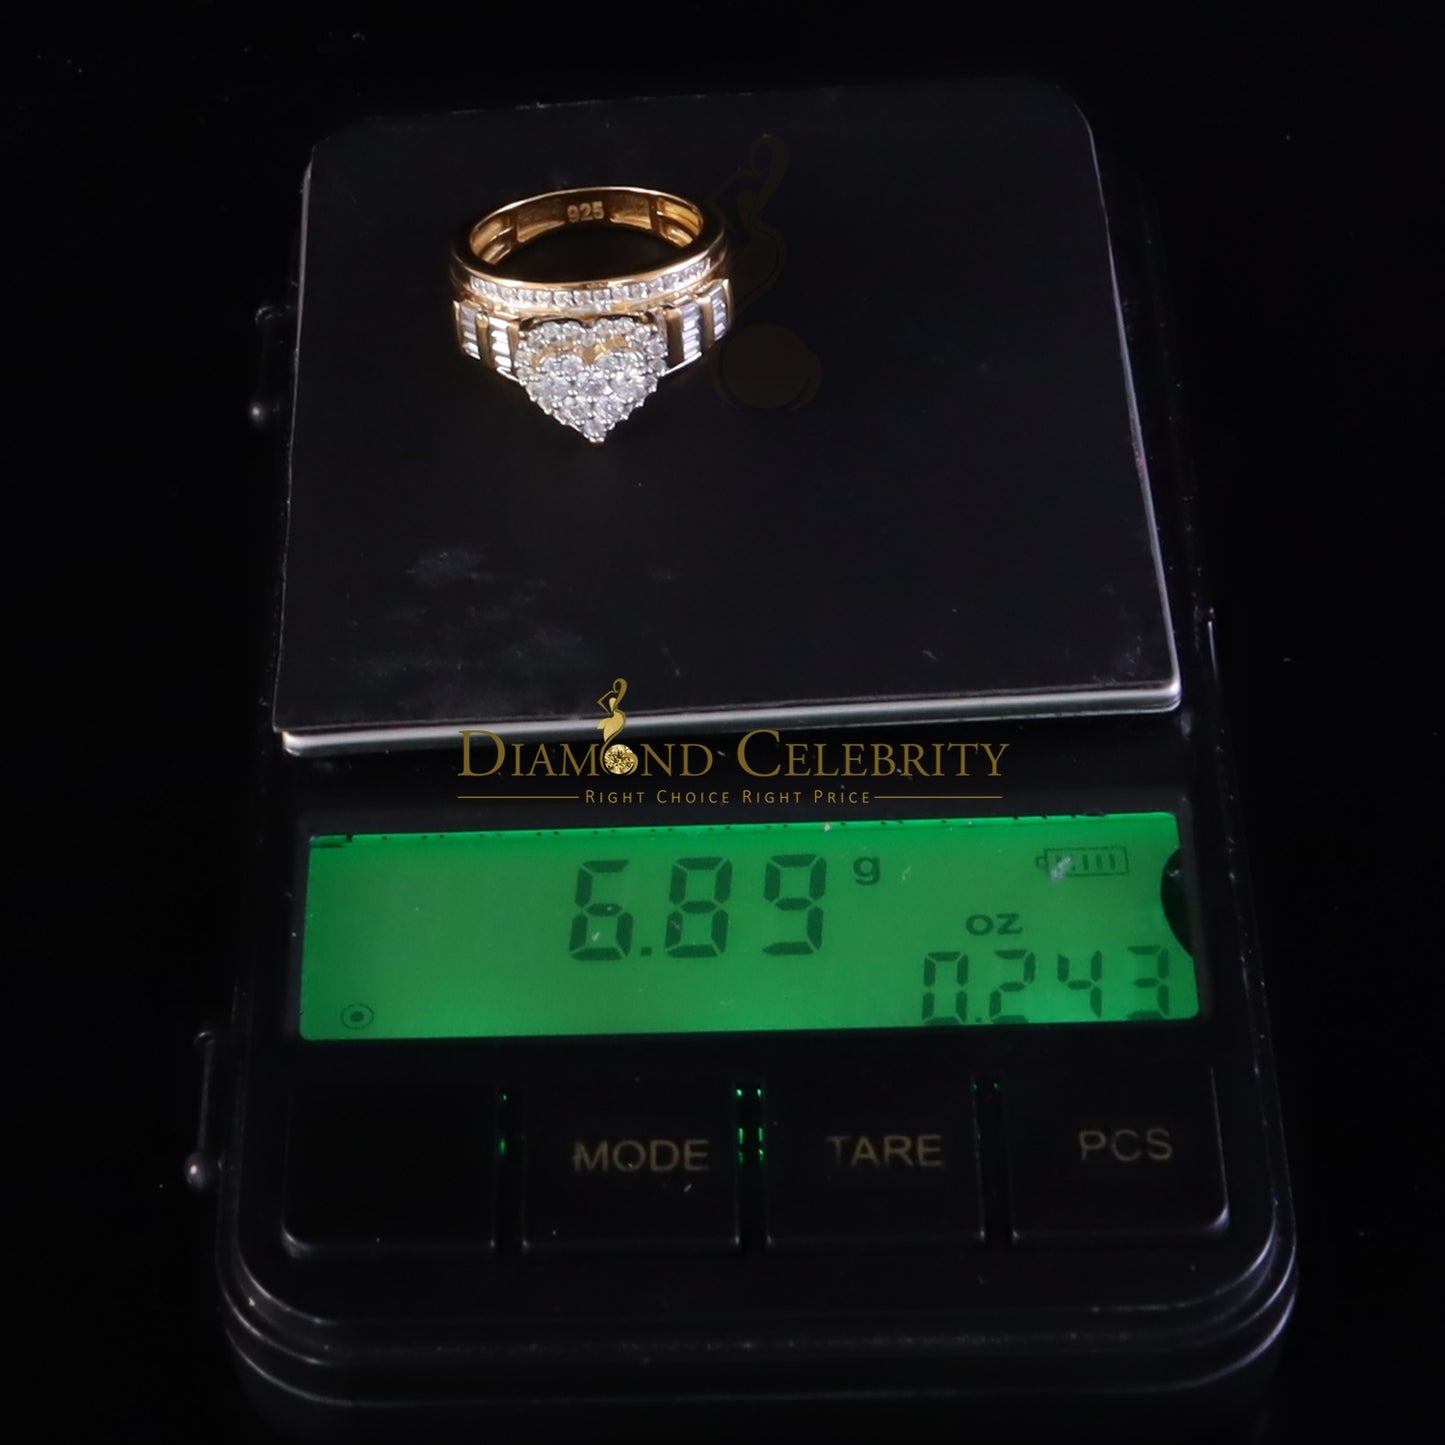 925
DIAMOND CELEBRITY
RIGHT CHOICE RIGHT PRICE
6.89 g
oz
0.243
MODE TARE PCS